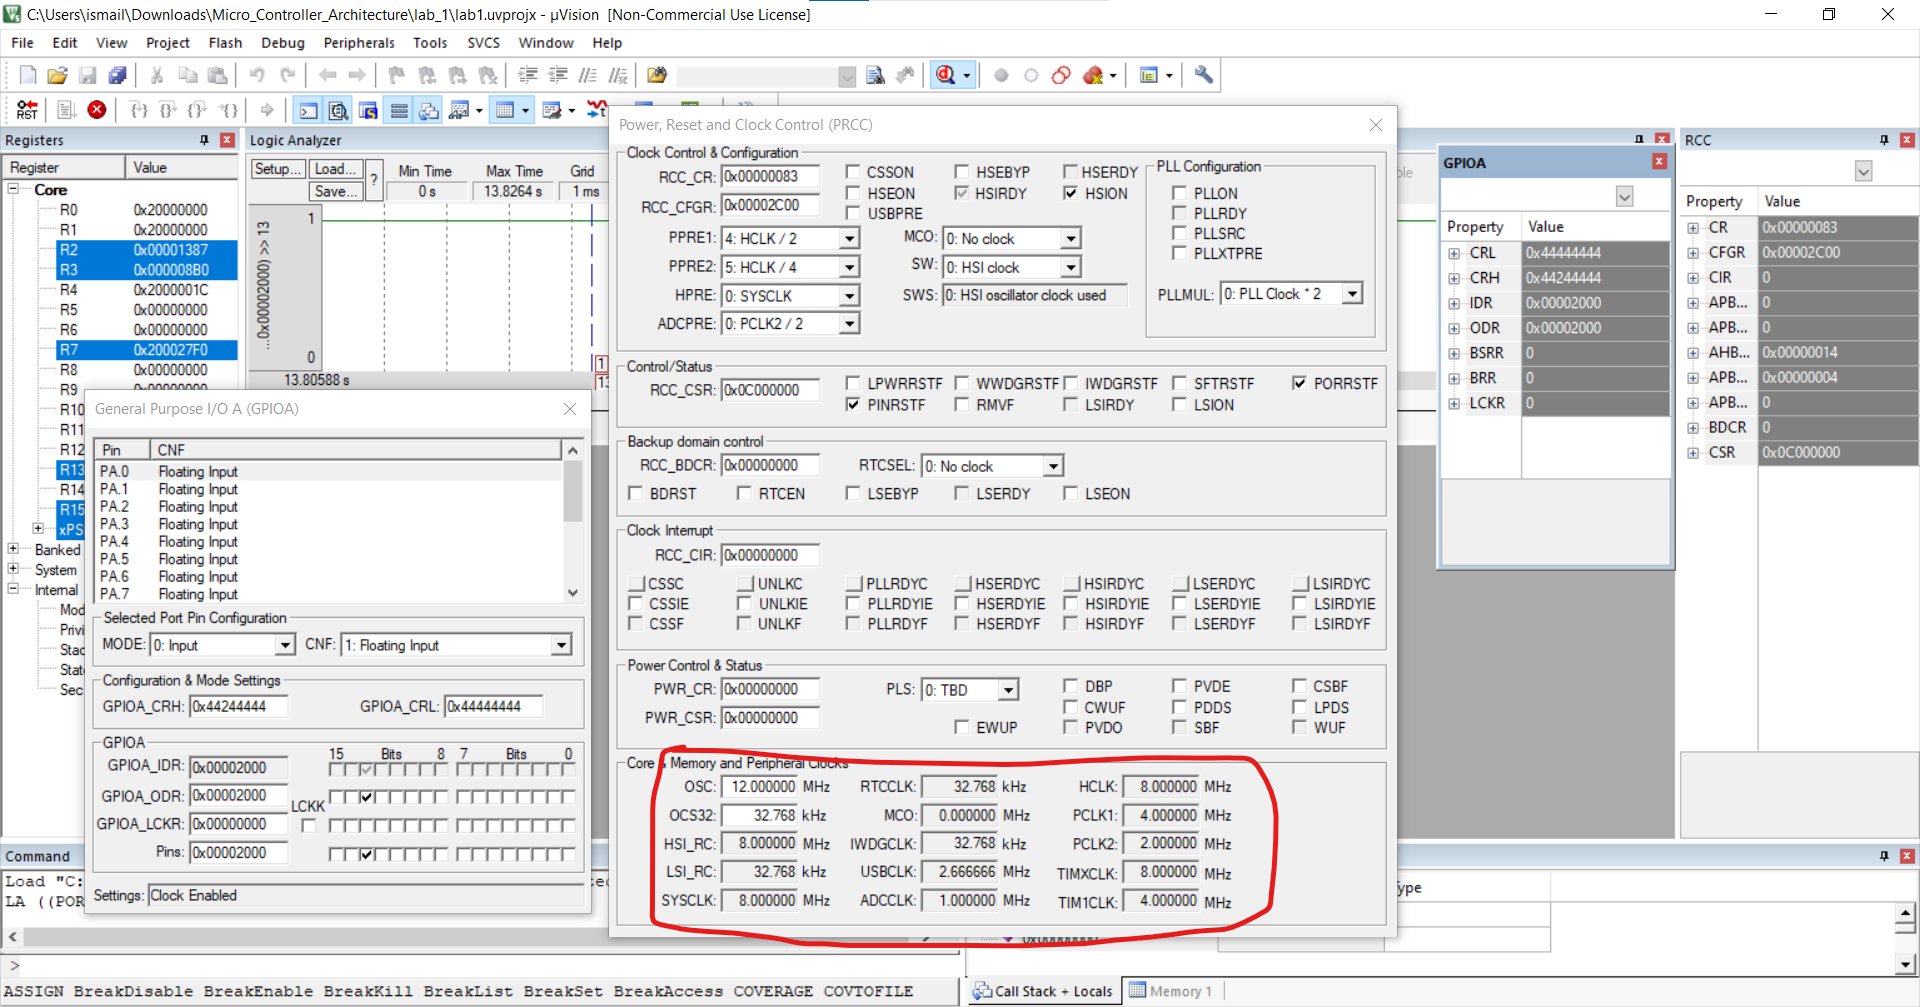 C:\Users\ismail\Downloads\Micro_Controller_Architecture\lab_1\lab1.uvprojx - µVision [Non-Commercial Use License]
File Edit View Project Flash Debug Peripherals Tools SVCS Window Help
RST
Registers
Register Value
Core
R0 0x20000000
R1 0x20000000
R2 0x00001387
R3 0x000008B0
R4 0x2000001C
R5 0x00000000
R6 0x00000000
R7 0x200027F0
R8 0x00000000
R9
R10
R11
R12
R13
R14
R15
xPS
Banked
System
Internal
Mod
Privi
Stac
State
Sec
Logic Analyzer
Setup... Load... ? Min Time Max Time Grid
Save... 0 s 13.8264 s 1 ms
...0x00002000) >> 13
1
0
13.80588 s
1
General Purpose I/O A (GPIOA)
Pin CNF
PA.0 Floating Input
PA.1 Floating Input
PA.2 Floating Input
PA.3 Floating Input
PA.4 Floating Input
PA.5 Floating Input
PA.6 Floating Input
PA.7 Floating Input
Selected Port Pin Configuration
MODE: 0: Input CNF: 1: Floating Input
Configuration & Mode Settings
GPIOA_CRH: 0x44244444 GPIOA_CRL: 0x44444444
GPIOA
15 Bits 8 7 Bits 0
GPIOA_IDR: 0x00002000
GPIOA_ODR: 0x00002000
LCKK
GPIOA_LCKR: 0x00000000
Pins: 0x00002000
Settings: Clock Enabled
Power, Reset and Clock Control (PRCC)
Clock Control & Configuration
RCC_CR: 0x00000083 CSSON HSEBYP HSERDY
HSEON HSIRDY HSION
RCC_CFGR: 0x00002C00 USBPRE
PPRE1: 4: HCLK / 2 MCO: 0: No clock
PPRE2: 5: HCLK / 4 SW: 0: HSI clock
HPRE: 0: SYSCLK SWS: 0: HSI oscillator clock used
ADCPRE: 0: PCLK2 / 2
PLL Configuration
PLLON
PLLRDY
PLLSRC
PLLXTPRE
PLLMUL: 0: PLL Clock * 2
Control/Status
RCC_CSR: 0x0C000000 LPWRRSTF WWDGRSTF IWDGRSTF SFTRSTF PORRSTF
PINRSTF RMVF LSIRDY LSION
Backup domain control
RCC_BDCR: 0x00000000 RTCSEL: 0: No clock
BDRST RTCEN LSEBYP LSERDY LSEON
Clock Interrupt
RCC_CIR: 0x00000000
CSSC UNLKC PLLRDYC HSERDYC HSIRDYC LSERDYC LSIRDYC
CSSIE UNLKIE PLLRDYIE HSERDYIE HSIRDYIE LSERDYIE LSIRDYIE
CSSF UNLKF PLLRDYF HSERDYF HSIRDYF LSERDYF LSIRDYF
Power Control & Status
PWR_CR: 0x00000000 PLS: 0: TBD DBP PVDE CSBF
CWUF PDDS LPDS
PWR_CSR: 0x00000000 EWUP PVDO SBF WUF
Core & Memory and Peripheral Clocks
OSC: 12.000000 MHz RTCCLK: 32.768 kHz HCLK: 8.000000 MHz
OCS32: 32.768 kHz MCO: 0.000000 MHz PCLK1: 4.000000 MHz
HSI_RC: 8.000000 MHz IWDGCLK: 32.768 kHz PCLK2: 2.000000 MHz
LSI_RC: 32.768 kHz USBCLK: 2.666666 MHz TIMXCLK: 8.000000 MHz
SYSCLK: 8.000000 MHz ADCCLK: 1.000000 MHz TIM1CLK: 4.000000 MHz
GPIOA
Property Value
CRL 0x44444444
CRH 0x44244444
IDR 0x00002000
ODR 0x00002000
BSRR 0
BRR 0
LCKR 0
RCC
Property Value
CR 0x00000083
CFGR 0x00002C00
CIR 0
APB... 0
APB... 0
AHB... 0x00000014
APB... 0x00000004
APB... 0
BDCR 0
CSR 0x0C000000
Command
Load "C:
LA ((POR
>
ASSIGN BreakDisable BreakEnable BreakKill BreakList BreakSet BreakAccess COVERAGE COVTOFILE
Call Stack + Locals Memory 1